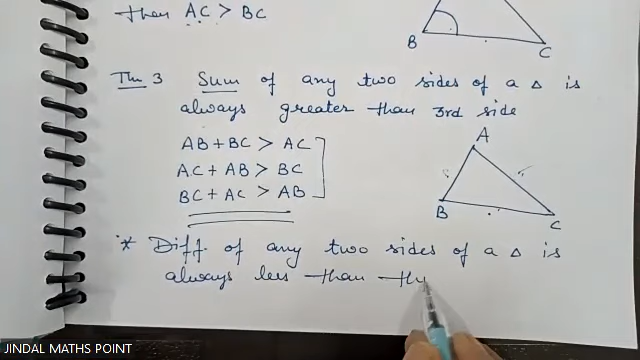 then AC > BC
B
C
Thm 3 Sum of any two sides of a Δ is
always greater than 3rd side
AB + BC > AC
AC + AB > BC
BC + AC > AB
A
B
C
* Diff of any two sides of a Δ is
always less than th
JINDAL MATHS POINT